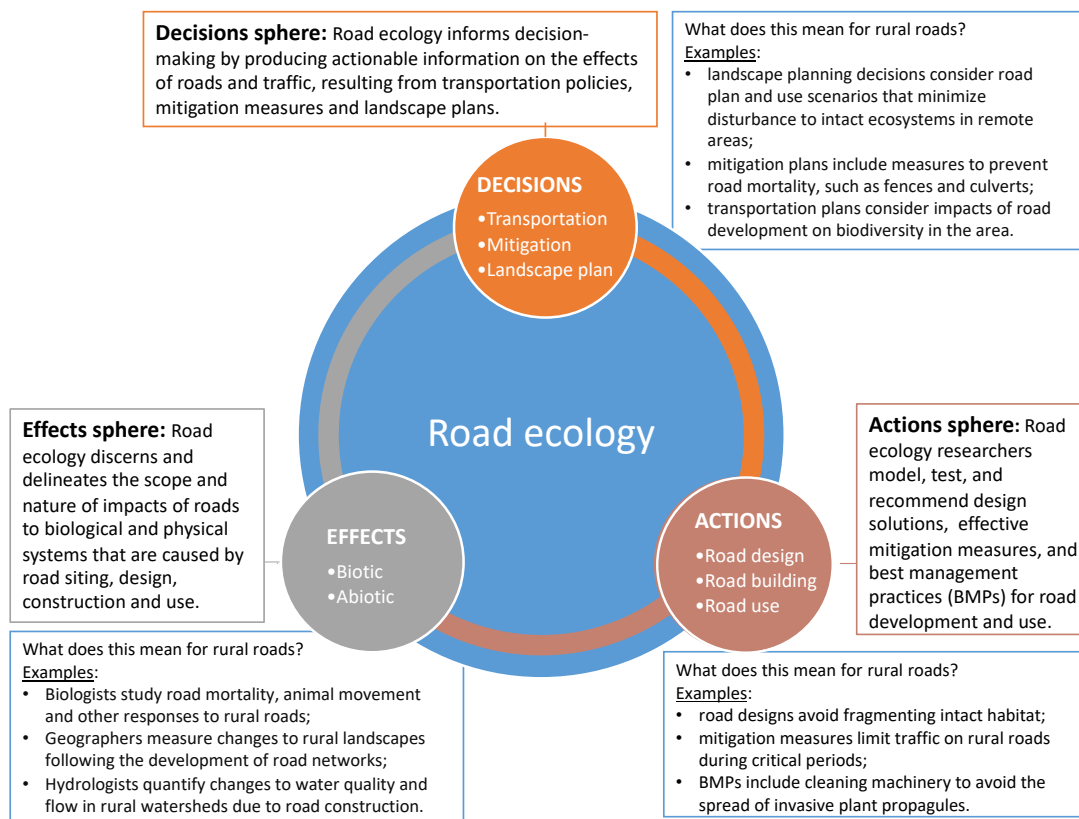 Decisions sphere: Road ecology informs decision-
making by producing actionable information on the effects
of roads and traffic, resulting from transportation policies,
mitigation measures and landscape plans.
What does this mean for rural roads?
Examples:
• landscape planning decisions consider road
plan and use scenarios that minimize
disturbance to intact ecosystems in remote
areas;
• mitigation plans include measures to prevent
road mortality, such as fences and culverts;
• transportation plans consider impacts of road
development on biodiversity in the area.
DECISIONS
•Transportation
•Mitigation
•Landscape plan
Road ecology
Effects sphere: Road
ecology discerns and
delineates the scope and
nature of impacts of roads
to biological and physical
systems that are caused by
road siting, design,
construction and use.
EFFECTS
•Biotic
•Abiotic
ACTIONS
•Road design
•Road building
•Road use
Actions sphere: Road
ecology researchers
model, test, and
recommend design
solutions, effective
mitigation measures, and
best management
practices (BMPs) for road
development and use.
What does this mean for rural roads?
Examples:
• Biologists study road mortality, animal movement
and other responses to rural roads;
• Geographers measure changes to rural landscapes
following the development of road networks;
• Hydrologists quantify changes to water quality and
flow in rural watersheds due to road construction.
What does this mean for rural roads?
Examples:
• road designs avoid fragmenting intact habitat;
• mitigation measures limit traffic on rural roads
during critical periods;
• BMPs include cleaning machinery to avoid the
spread of invasive plant propagules.